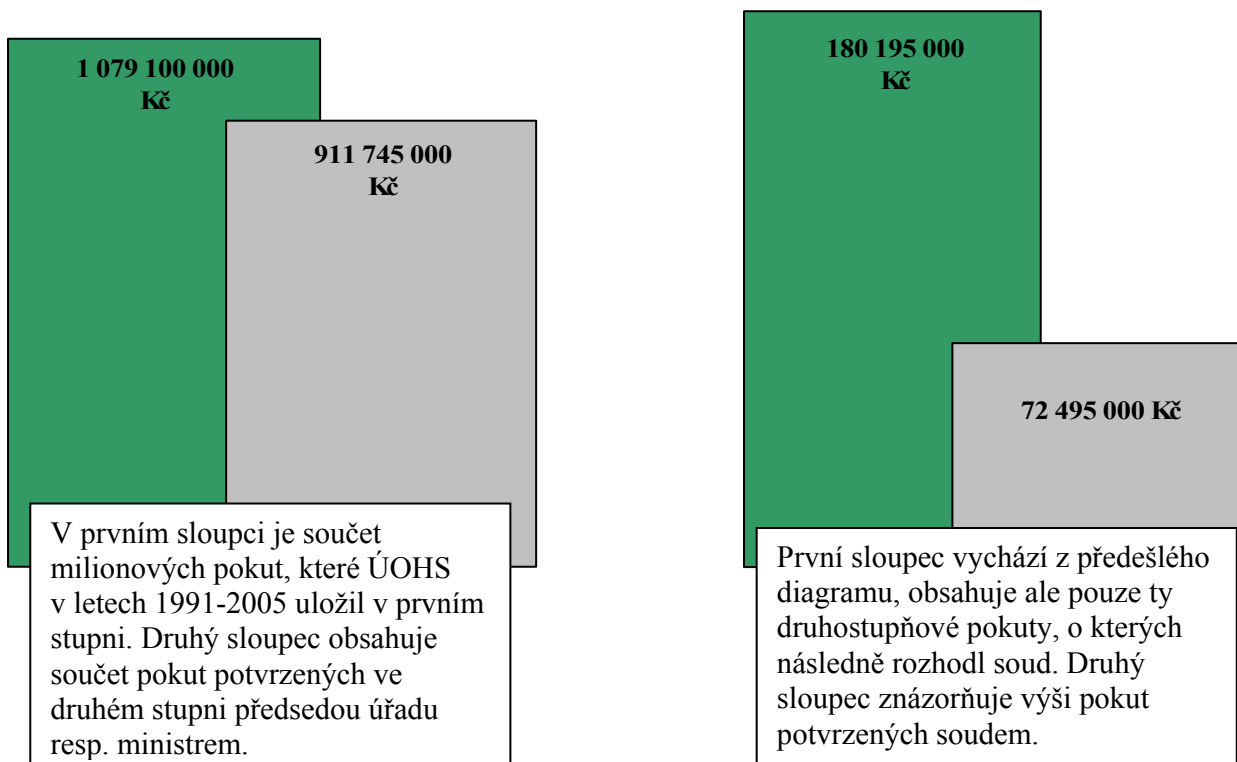 1 079 100 000
Kč
911 745 000
Kč
V prvním sloupci je součet
milionových pokut, které ÚOHS
v letech 1991-2005 uložil v prvním
stupni. Druhý sloupec obsahuje
součet pokut potvrzených ve
druhém stupni předsedou úřadu
resp. ministrem.
180 195 000
Kč
72 495 000 Kč
První sloupec vychází z předešlého
diagramu, obsahuje ale pouze ty
druhostupňové pokuty, o kterých
následně rozhodl soud. Druhý
sloupec znázorňuje výši pokut
potvrzených soudem.